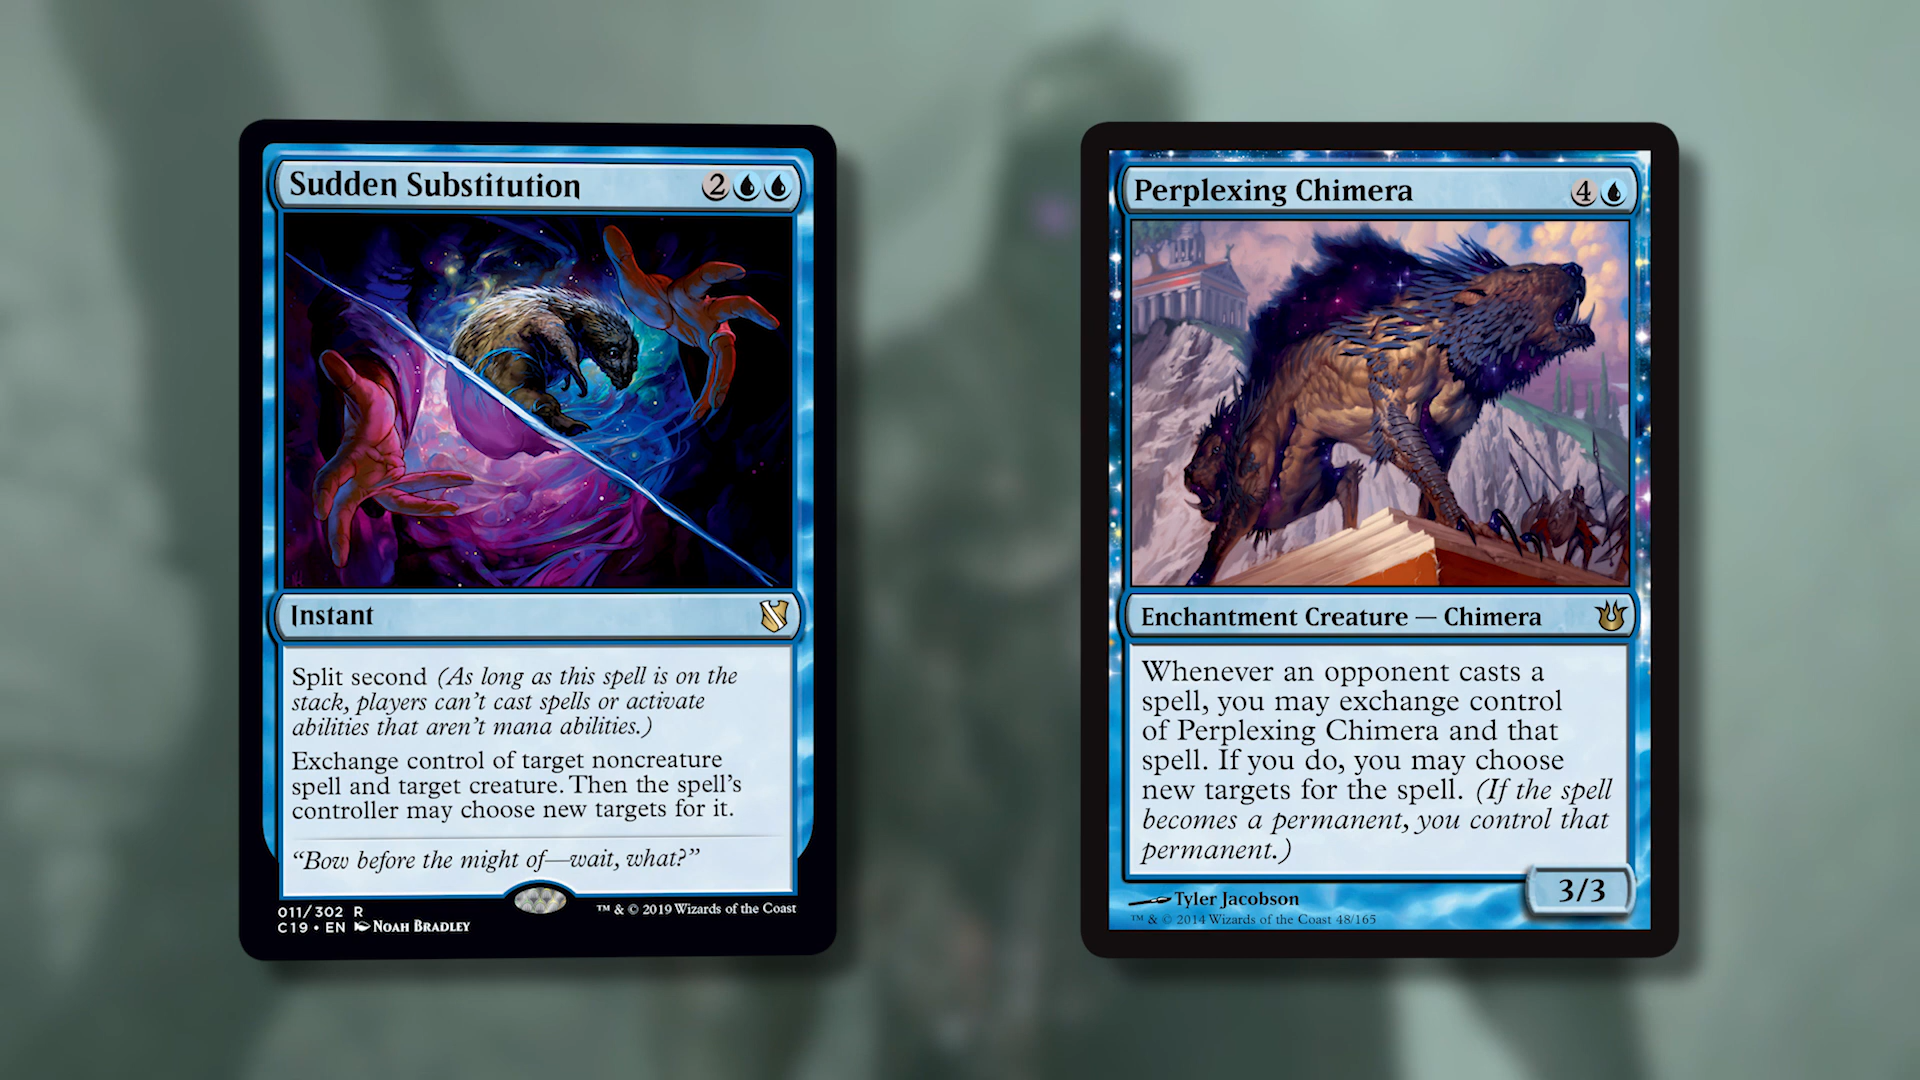 Sudden Substitution 2
Instant
Split second (As long as this spell is on the
stack, players can't cast spells or activate
abilities that aren't mana abilities.)
Exchange control of target noncreature
spell and target creature. Then the spell's
controller may choose new targets for it.
“Bow before the might of—wait, what?”
011/302 R
C19 • EN Noah Bradley
™ & © 2019 Wizards of the Coast
Perplexing Chimera 4
Enchantment Creature — Chimera
Whenever an opponent casts a
spell, you may exchange control
of Perplexing Chimera and that
spell. If you do, you may choose
new targets for the spell. (If the spell
becomes a permanent, you control that
permanent.)
3/3
Tyler Jacobson
™ & © 2014 Wizards of the Coast 48/165